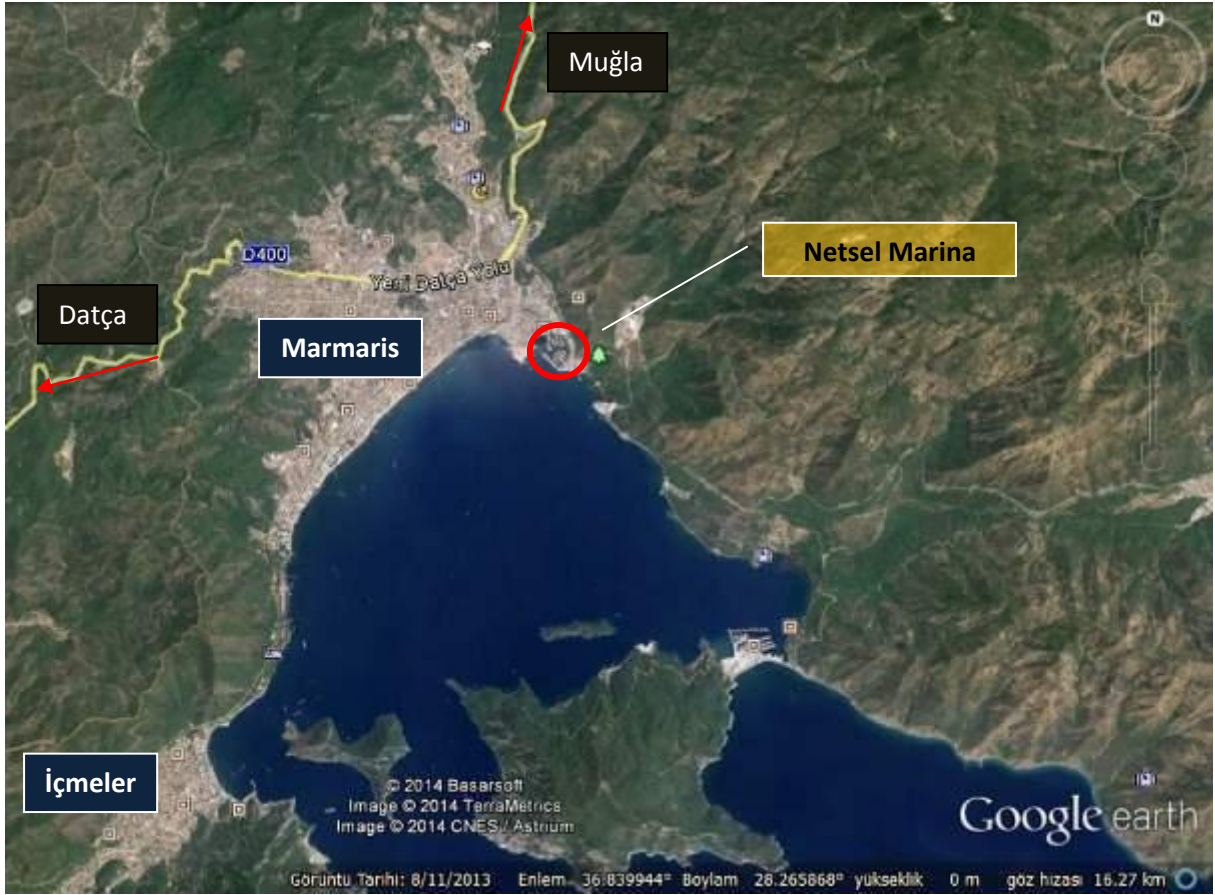 N
Muğla
Netsel Marina
D400
Yeni Datça Yolu
Datça
Marmaris
İçmeler
© 2014 Basarsoft
Image © 2014 TerraMetrics
Image © 2014 CNES / Astrium
Google earth
Görüntü Tarihi: 8/11/2013 Enlem 36.839944° Boylam 28.265868° yükseklik 0 m göz hizası 16.27 km